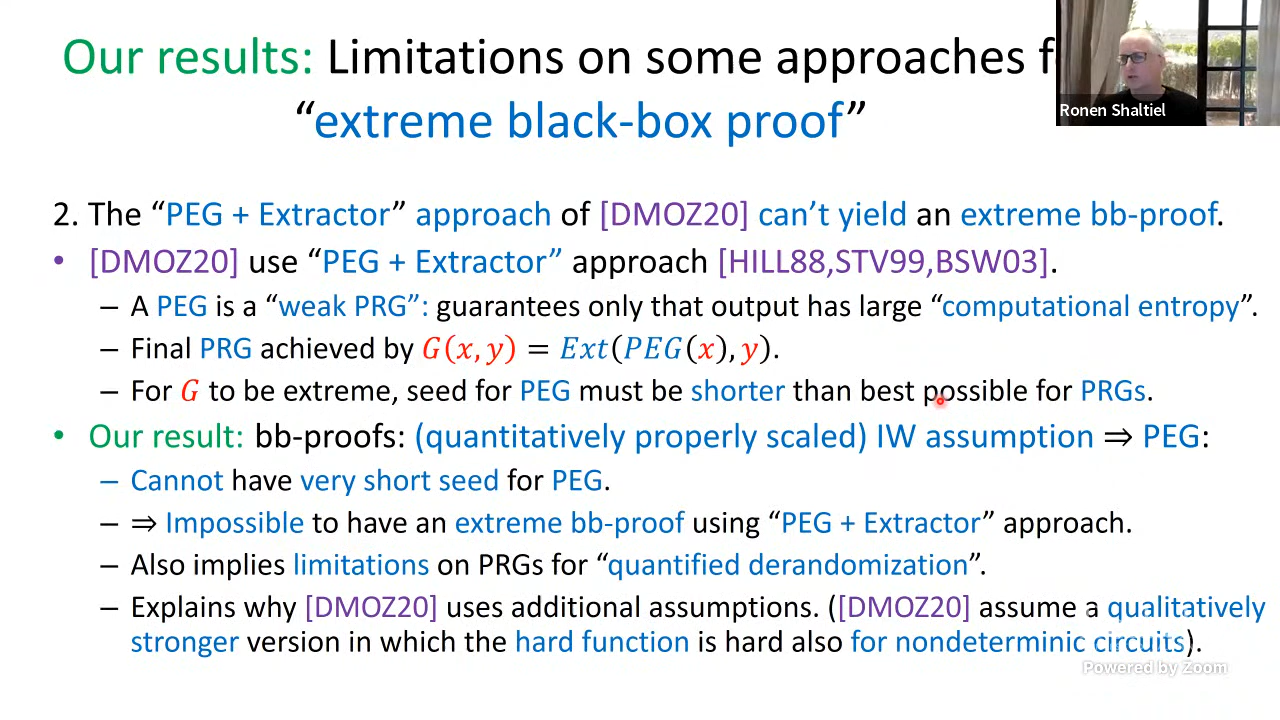 Our results: Limitations on some approaches
“extreme black-box proof”
Ronen Shaltiel
2. The “PEG + Extractor” approach of [DMOZ20] can’t yield an extreme bb-proof.
• [DMOZ20] use “PEG + Extractor” approach [HILL88,STV99,BSW03].
– A PEG is a “weak PRG”: guarantees only that output has large “computational entropy”.
– Final PRG achieved by G(x, y) = Ext(PEG(x), y).
– For G to be extreme, seed for PEG must be shorter than best possible for PRGs.
• Our result: bb-proofs: (quantitatively properly scaled) IW assumption ⇒ PEG:
– Cannot have very short seed for PEG.
– ⇒ Impossible to have an extreme bb-proof using “PEG + Extractor” approach.
– Also implies limitations on PRGs for “quantified derandomization”.
– Explains why [DMOZ20] uses additional assumptions. ([DMOZ20] assume a qualitatively
stronger version in which the hard function is hard also for nondeterminic circuits).
Powered by Zoom